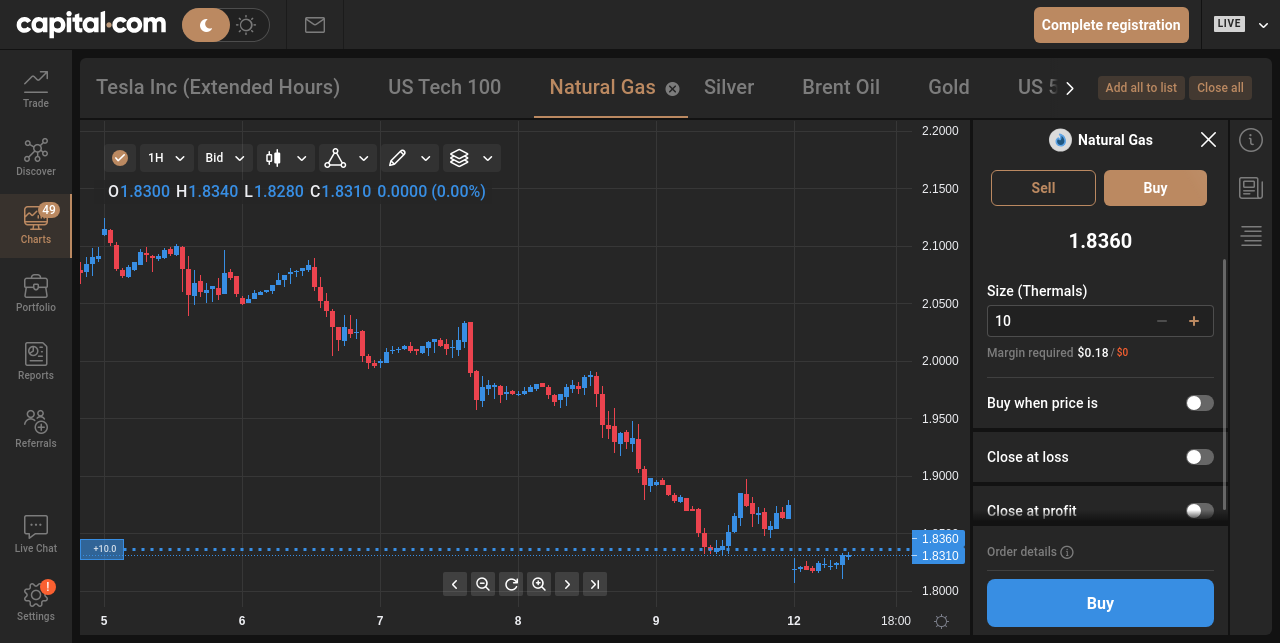 capital.com
Complete registration
LIVE
Trade
Discover
49
Charts
Portfolio
Reports
Referrals
Live Chat
!
Settings
Tesla Inc (Extended Hours)
US Tech 100
Natural Gas
Silver
Brent Oil
Gold
US 5
Add all to list
Close all
1H
Bid
O1.8300 H1.8340 L1.8280 C1.8310 0.0000 (0.00%)
2.2000
2.1500
2.1000
2.0500
2.0000
1.9500
1.9000
1.8360
1.8310
1.8000
+10.0
5
6
7
8
9
12
18:00
Natural Gas
Sell
Buy
1.8360
Size (Thermals)
10
Margin required $0.18 / $0
Buy when price is
Close at loss
Close at profit
Order details
Buy